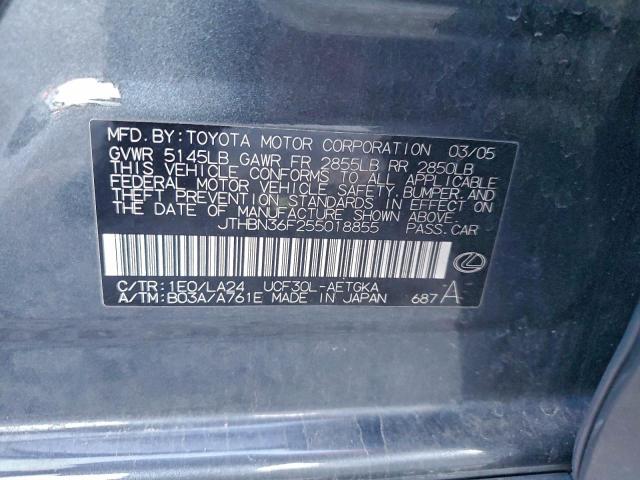 MFD. BY: TOYOTA MOTOR CORPORATION 03/05
GVWR 5145LB GAWR FR 2855LB RR 2850LB
THIS VEHICLE CONFORMS TO ALL APPLICABLE
FEDERAL MOTOR VEHICLE SAFETY, BUMPER, AND
THEFT PREVENTION STANDARDS IN EFFECT ON
THE DATE OF MANUFACTURE SHOWN ABOVE.
JTHBN36F255018855 PASS. CAR
C/TR: 1E0/LA24 UCF30L-AETGKA
A/TM: B03A/A761E MADE IN JAPAN 687 A